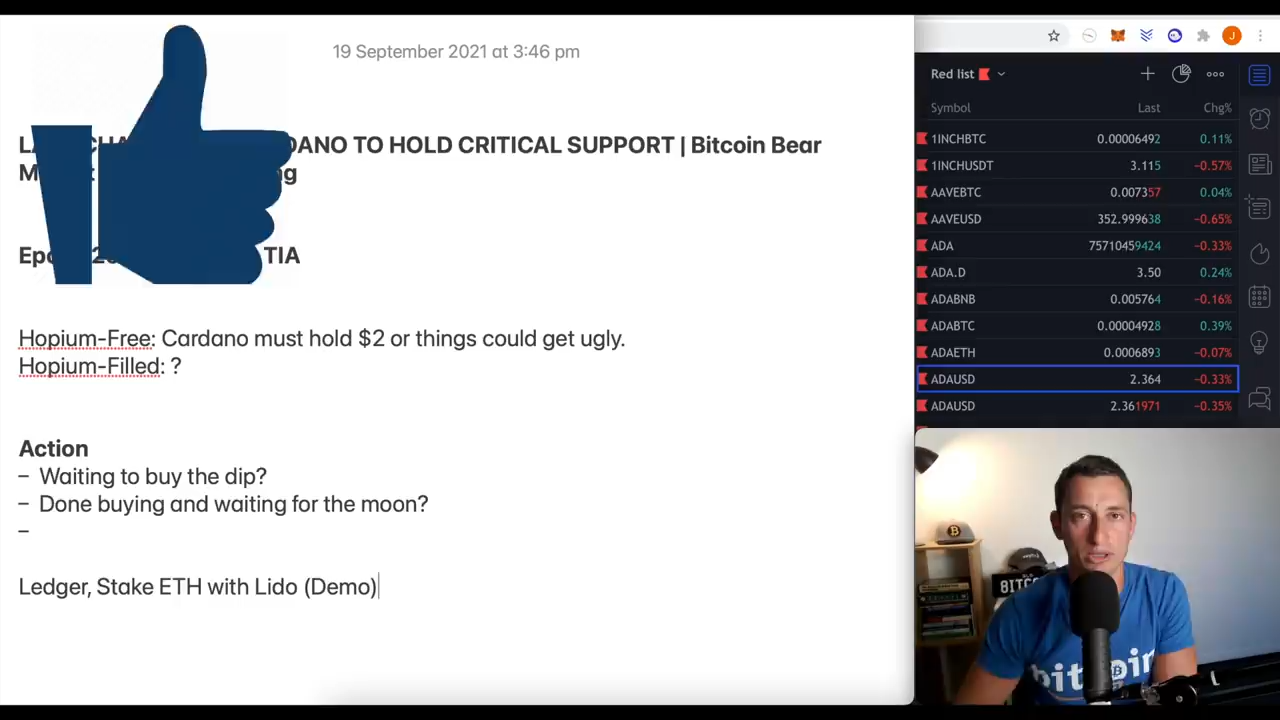 19 September 2021 at 3:46 pm
TO HOLD CRITICAL SUPPORT | Bitcoin Bear
TIA
Hopium-Free: Cardano must hold $2 or things could get ugly.
Hopium-Filled: ?
Action
– Waiting to buy the dip?
– Done buying and waiting for the moon?
–
Ledger, Stake ETH with Lido (Demo)
J
Red list
Symbol Last Chg%
1INCHBTC 0.00006492 0.11%
1INCHUSDT 3.115 −0.57%
AAVEBTC 0.007357 0.04%
AAVEUSD 352.999638 −0.65%
ADA 75710459424 −0.33%
ADA.D 3.50 0.24%
ADABNB 0.005764 −0.16%
ADABTC 0.00004928 0.39%
ADAETH 0.0006893 −0.07%
ADAUSD 2.364 −0.33%
ADAUSD 2.361971 −0.35%
8ITC
bitcoin